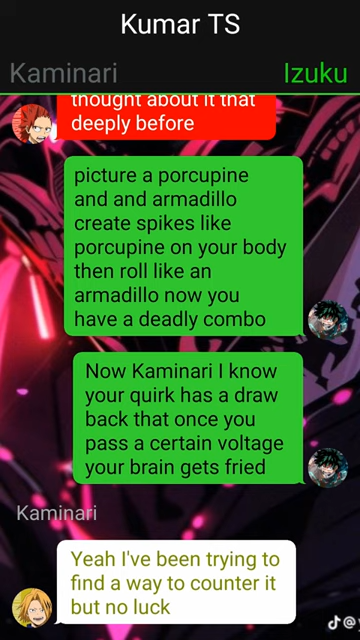 Kumar TS
Kaminari
Izuku
thought about it that
deeply before
picture a porcupine
and and armadillo
create spikes like
porcupine on your body
then roll like an
armadillo now you
have a deadly combo
Now Kaminari I know
your quirk has a draw
back that once you
pass a certain voltage
your brain gets fried
Kaminari
Yeah I've been trying to
find a way to counter it
but no luck
@